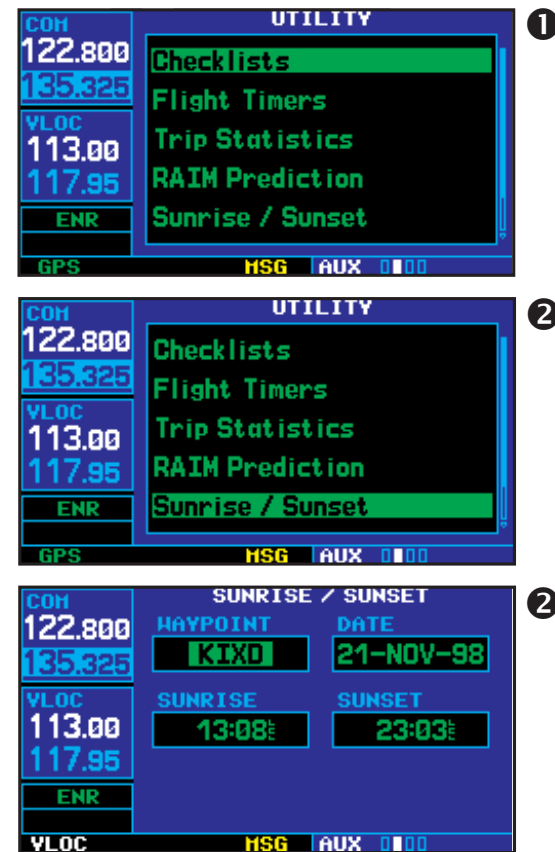 UTILITY
COM
122.800
135.325
VLOC
113.00
117.95
ENR
Checklists
Flight Timers
Trip Statistics
RAIM Prediction
Sunrise / Sunset
GPS MSG AUX
1
UTILITY
COM
122.800
135.325
VLOC
113.00
117.95
ENR
Checklists
Flight Timers
Trip Statistics
RAIM Prediction
Sunrise / Sunset
GPS MSG AUX
2
SUNRISE / SUNSET
COM
122.800
135.325
VLOC
113.00
117.95
ENR
WAYPOINT DATE
KIXD 21-NOV-98
SUNRISE SUNSET
13:08 23:03
VLOC MSG AUX
2